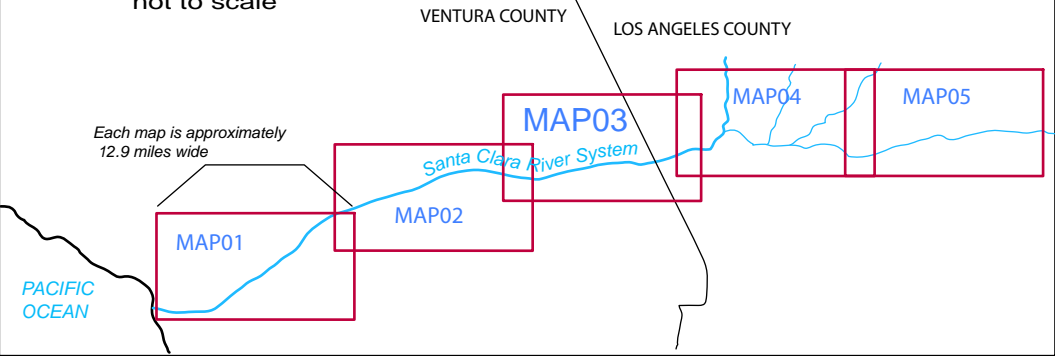 not to scale
VENTURA COUNTY
LOS ANGELES COUNTY
MAP04
MAP05
MAP03
Each map is approximately
12.9 miles wide
Santa Clara River System
MAP02
MAP01
PACIFIC
OCEAN